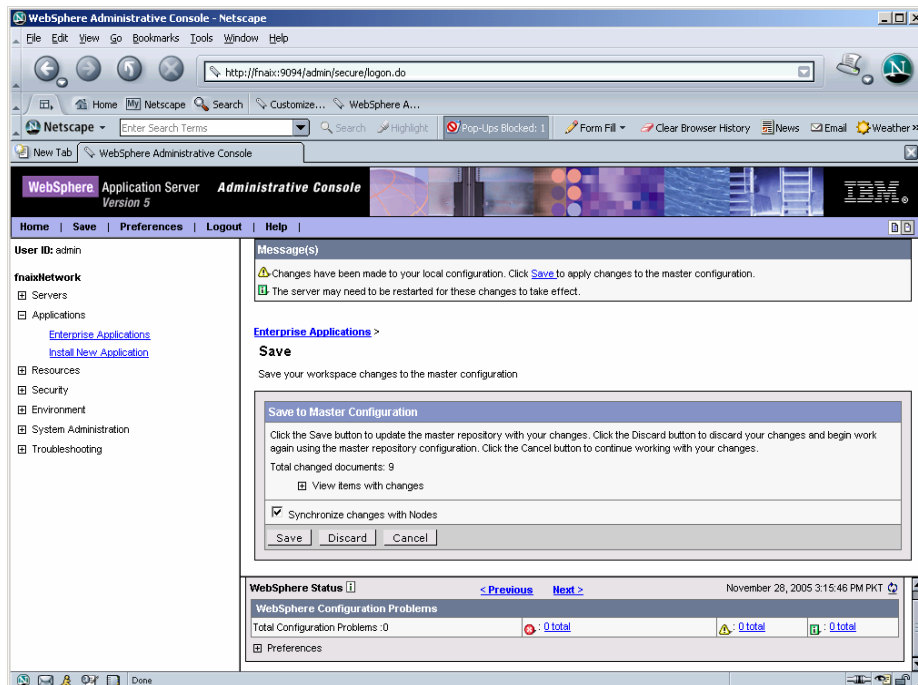 WebSphere Administrative Console - Netscape
File Edit View Go Bookmarks Tools Window Help
http://fnaix:9094/admin/secure/logon.do
N
Home My Netscape Search Customize... WebSphere A...
Netscape Enter Search Terms Search Highlight Pop-Ups Blocked: 1 Form Fill Clear Browser History News Email Weather
New Tab WebSphere Administrative Console
WebSphere Application Server Administrative Console
Version 5
IBM
Home | Save | Preferences | Logout | Help |
User ID: admin
fnaixNetwork
Servers
Applications
Enterprise Applications
Install New Application
Resources
Security
Environment
System Administration
Troubleshooting
Message(s)
Changes have been made to your local configuration. Click Save to apply changes to the master configuration.
The server may need to be restarted for these changes to take effect.
Enterprise Applications >
Save
Save your workspace changes to the master configuration
Save to Master Configuration
Click the Save button to update the master repository with your changes. Click the Discard button to discard your changes and begin work
again using the master repository configuration. Click the Cancel button to continue working with your changes.
Total changed documents: 9
View items with changes
Synchronize changes with Nodes
Save Discard Cancel
WebSphere Status i < Previous Next > November 28, 2005 3:15:46 PM PKT
WebSphere Configuration Problems
Total Configuration Problems :0 : 0 total : 0 total : 0 total
Preferences
Done